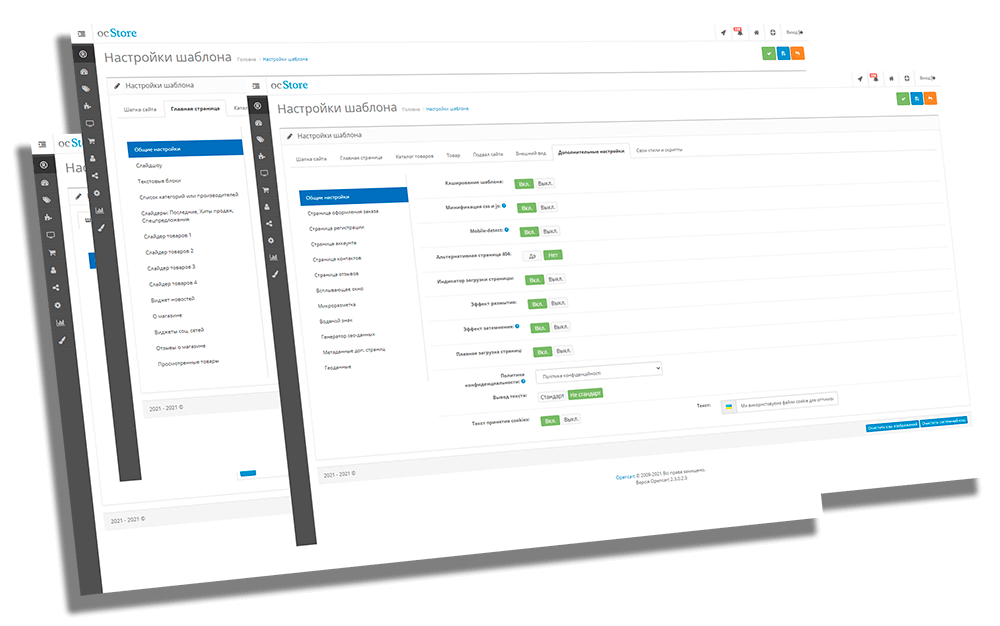 ocStore
Выход
Настройки шаблона
Головна
Настройки шаблона
Настройки шаблона
Шапка сайта
Главная страница
Катал
Общие настройки
Слайдшоу
Текстовые блоки
Список категорий или производителей
Слайдеры: Последние, Хиты продаж,
Спецпредложения
Слайдер товаров 1
Слайдер товаров 2
Слайдер товаров 3
Слайдер товаров 4
Виджет новостей
О магазине
Виджеты соц. сетей
Отзывы о магазине
Просмотренные товары
2021 - 2021 ©
ocSt
На
2021 - 2021 ©
ocStore
Выход
Настройки шаблона
Головна
Настройки шаблона
Настройки шаблона
Шапка сайта
Главная страница
Каталог товаров
Товар
Подвал сайта
Внешний вид
Дополнительные настройки
Свои стили и скрипты
Общие настройки
Страница оформления заказа
Страница регистрации
Страница аккаунта
Страница контактов
Страница отзывов
Всплывающие окно
Микроразметка
Водяной знак
Генератор сео-данных
Метаданные доп. страниц
Геоданные
Кэширование шаблона:
Вкл.
Выкл.
Минификация css и js:
Вкл.
Выкл.
Mobile-detect:
Вкл.
Выкл.
Альтернативная страница 404:
Да
Нет
Индикатор загрузки страницы:
Вкл.
Выкл.
Эффект размытия:
Вкл.
Выкл.
Эффект затемнения:
Вкл.
Выкл.
Плавная загрузка страниц:
Вкл.
Выкл.
Политика
конфиденциальности:
Политика конфіденційності
Вывод текста:
Стандарт
Не стандарт
Текст принятия cookies:
Вкл.
Выкл.
Текст:
Ми використовуємо файли cookie для оптиміз
Очистить кэш изображений
Очистить системный кэш
2021 - 2021 ©
Opencart © 2009-2021 Все права защищены.
Версия Opencart 2.3.0.2.3